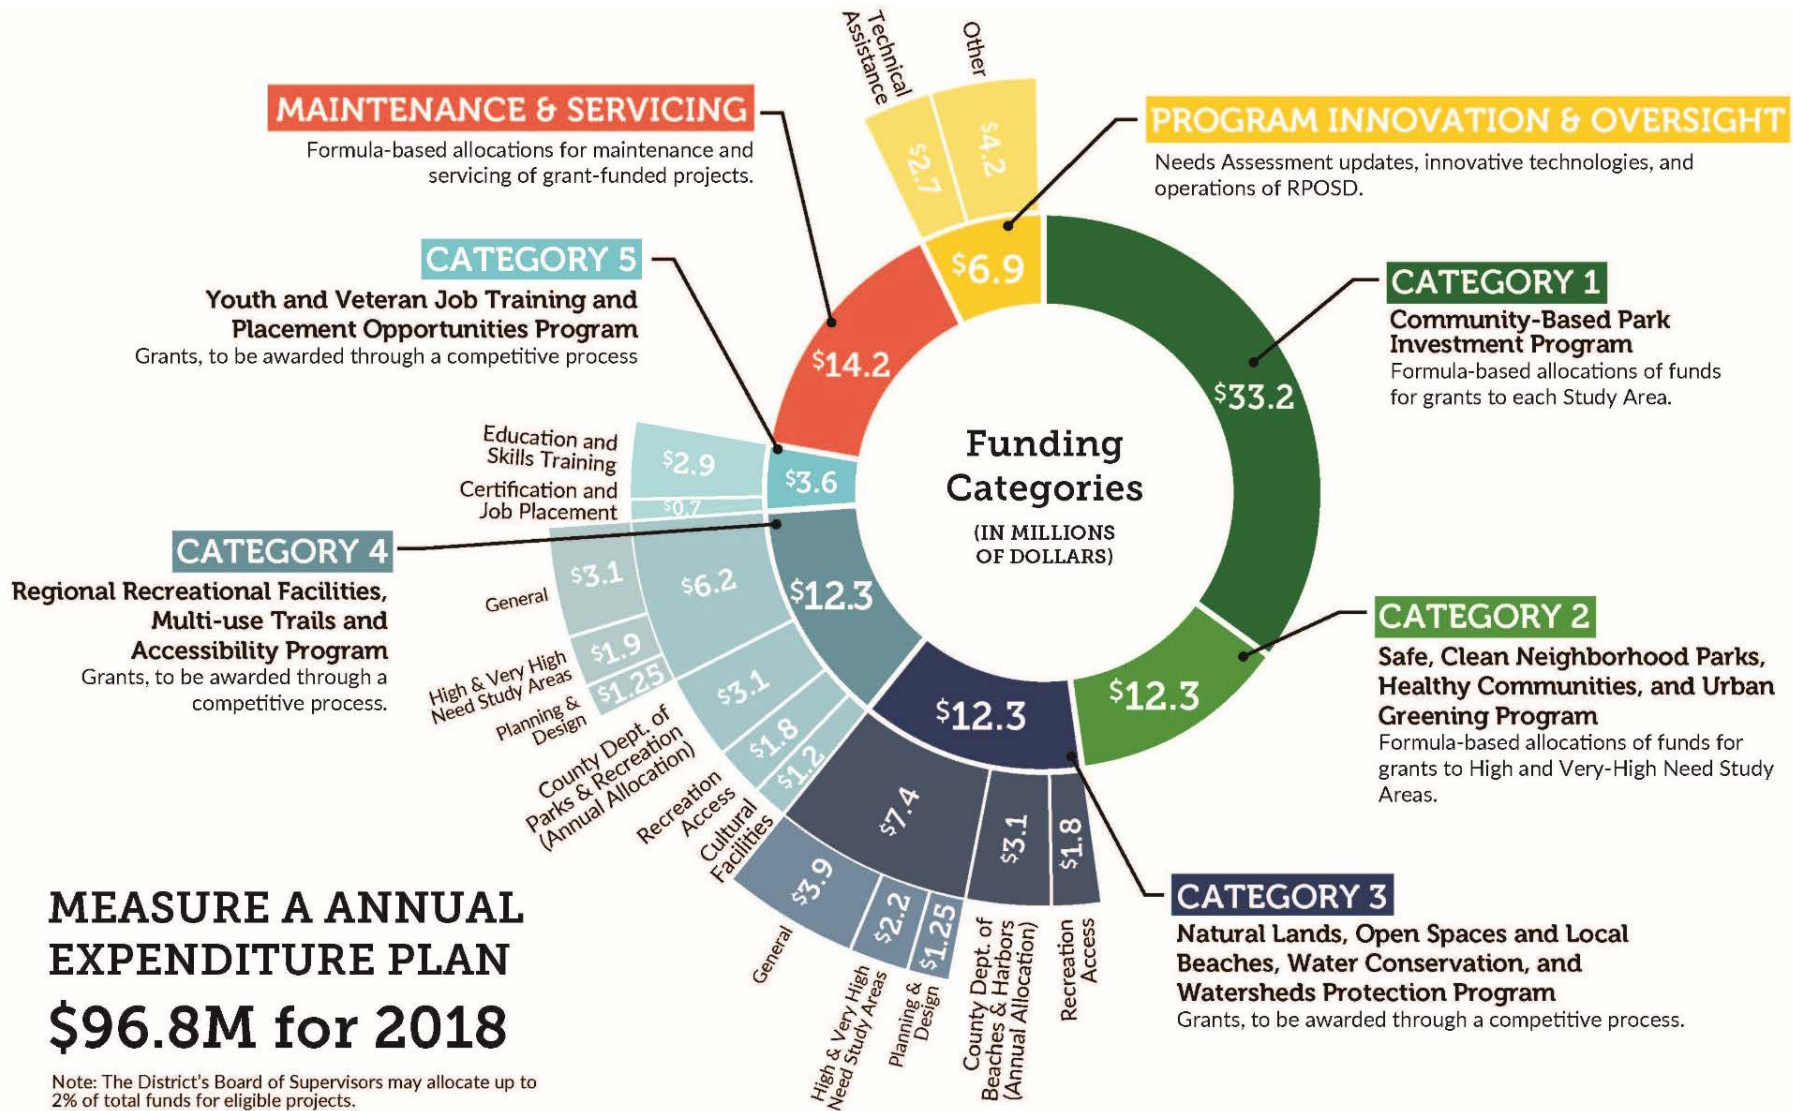 Technical
Assistance
Other
$2.7
$4.2
MAINTENANCE & SERVICING
Formula-based allocations for maintenance and
servicing of grant-funded projects.
PROGRAM INNOVATION & OVERSIGHT
Needs Assessment updates, innovative technologies, and
operations of RPOSD.
$6.9
CATEGORY 5
Youth and Veteran Job Training and
Placement Opportunities Program
Grants, to be awarded through a competitive process
$14.2
CATEGORY 1
Community-Based Park
Investment Program
Formula-based allocations of funds
for grants to each Study Area.
$33.2
Funding
Categories
(IN MILLIONS
OF DOLLARS)
Education and
Skills Training
$2.9
$3.6
Certification and
Job Placement
$0.7
CATEGORY 4
Regional Recreational Facilities,
Multi-use Trails and
Accessibility Program
Grants, to be awarded through a
competitive process.
$12.3
$6.2
$3.1
General
$1.9
High & Very High
Need Study Areas
$1.25
Planning &
Design
$3.1
County Dept. of
Parks & Recreation
(Annual Allocation)
$1.8
Recreation
Access
$1.2
Cultural
Facilities
CATEGORY 2
Safe, Clean Neighborhood Parks,
Healthy Communities, and Urban
Greening Program
Formula-based allocations of funds for
grants to High and Very-High Need Study
Areas.
$12.3
$12.3
$7.4
$3.1
$1.8
$3.9
$2.2
$1.25
General
High & Very High
Need Study Areas
Planning &
Design
County Dept. of
Beaches & Harbors
(Annual Allocation)
Recreation
Access
CATEGORY 3
Natural Lands, Open Spaces and Local
Beaches, Water Conservation, and
Watersheds Protection Program
Grants, to be awarded through a competitive process.
MEASURE A ANNUAL
EXPENDITURE PLAN
$96.8M for 2018
Note: The District's Board of Supervisors may allocate up to
2% of total funds for eligible projects.